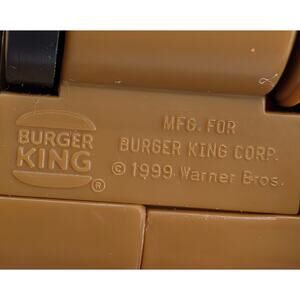 BURGER
KING
®
MFG. FOR
BURGER KING CORP.
© 1999 Warner Bros.